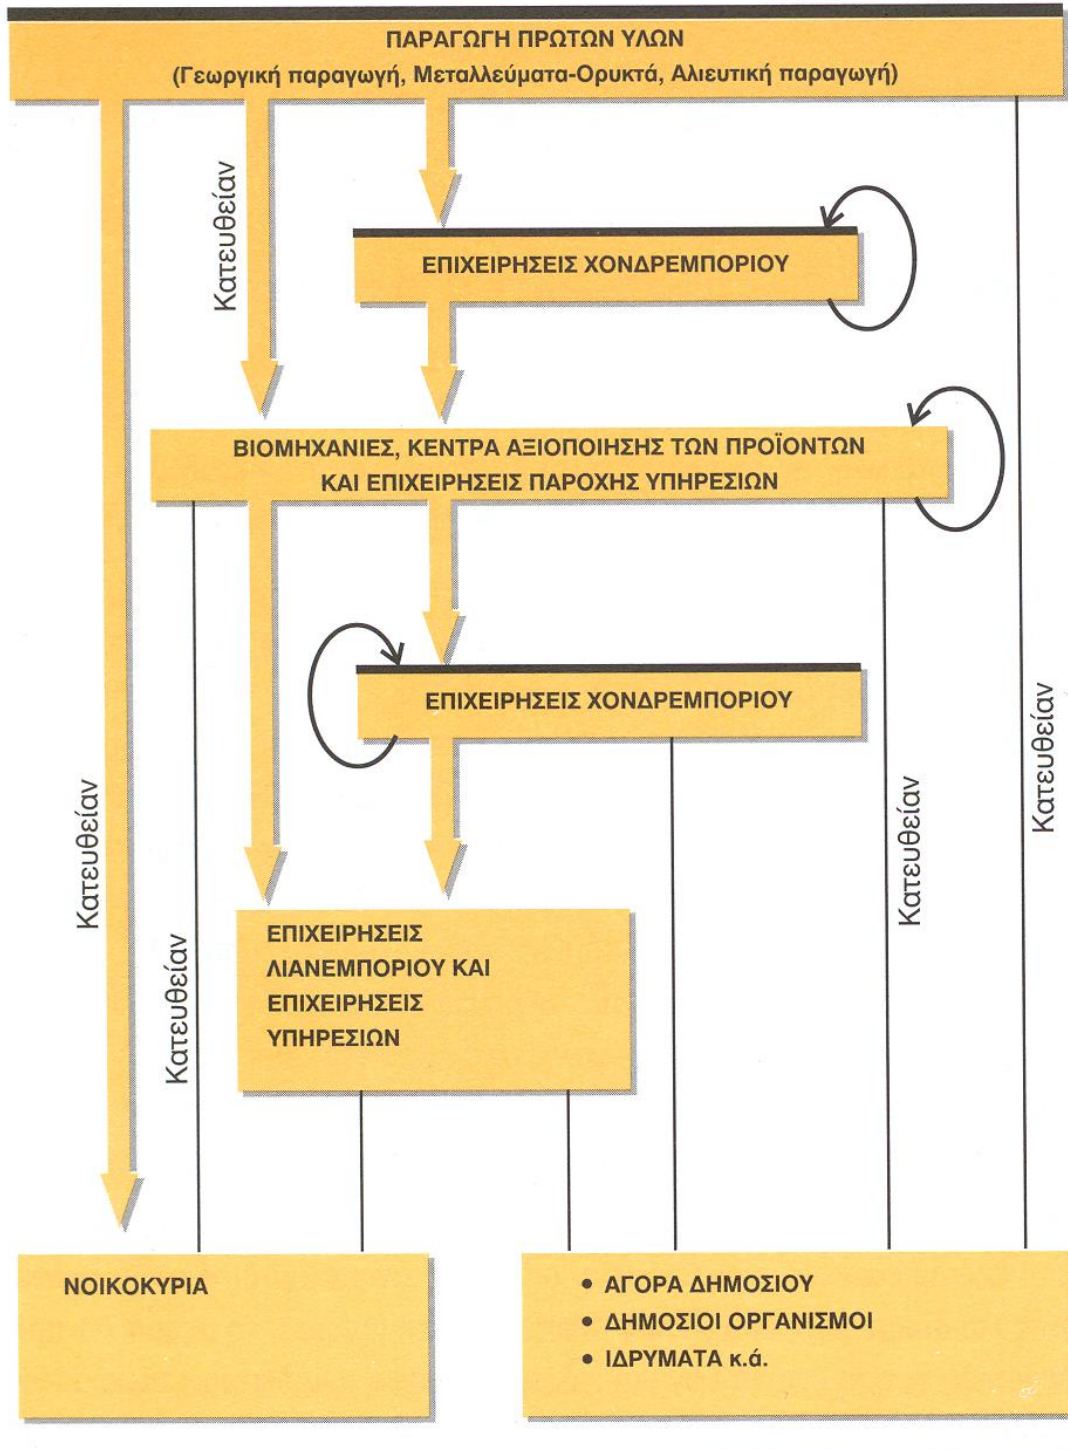 ΠΑΡΑΓΩΓΗ ΠΡΩΤΩΝ ΥΛΩΝ
(Γεωργική παραγωγή, Μεταλλεύματα-Ορυκτά, Αλιευτική παραγωγή)
Κατευθείαν
ΕΠΙΧΕΙΡΗΣΕΙΣ ΧΟΝΔΡΕΜΠΟΡΙΟΥ
ΒΙΟΜΗΧΑΝΙΕΣ, ΚΕΝΤΡΑ ΑΞΙΟΠΟΙΗΣΗΣ ΤΩΝ ΠΡΟΪΟΝΤΩΝ
ΚΑΙ ΕΠΙΧΕΙΡΗΣΕΙΣ ΠΑΡΟΧΗΣ ΥΠΗΡΕΣΙΩΝ
ΕΠΙΧΕΙΡΗΣΕΙΣ ΧΟΝΔΡΕΜΠΟΡΙΟΥ
Κατευθείαν
Κατευθείαν
Κατευθείαν
Κατευθείαν
ΕΠΙΧΕΙΡΗΣΕΙΣ
ΛΙΑΝΕΜΠΟΡΙΟΥ ΚΑΙ
ΕΠΙΧΕΙΡΗΣΕΙΣ
ΥΠΗΡΕΣΙΩΝ
ΝΟΙΚΟΚΥΡΙΑ
• ΑΓΟΡΑ ΔΗΜΟΣΙΟΥ
• ΔΗΜΟΣΙΟΙ ΟΡΓΑΝΙΣΜΟΙ
• ΙΔΡΥΜΑΤΑ κ.ά.